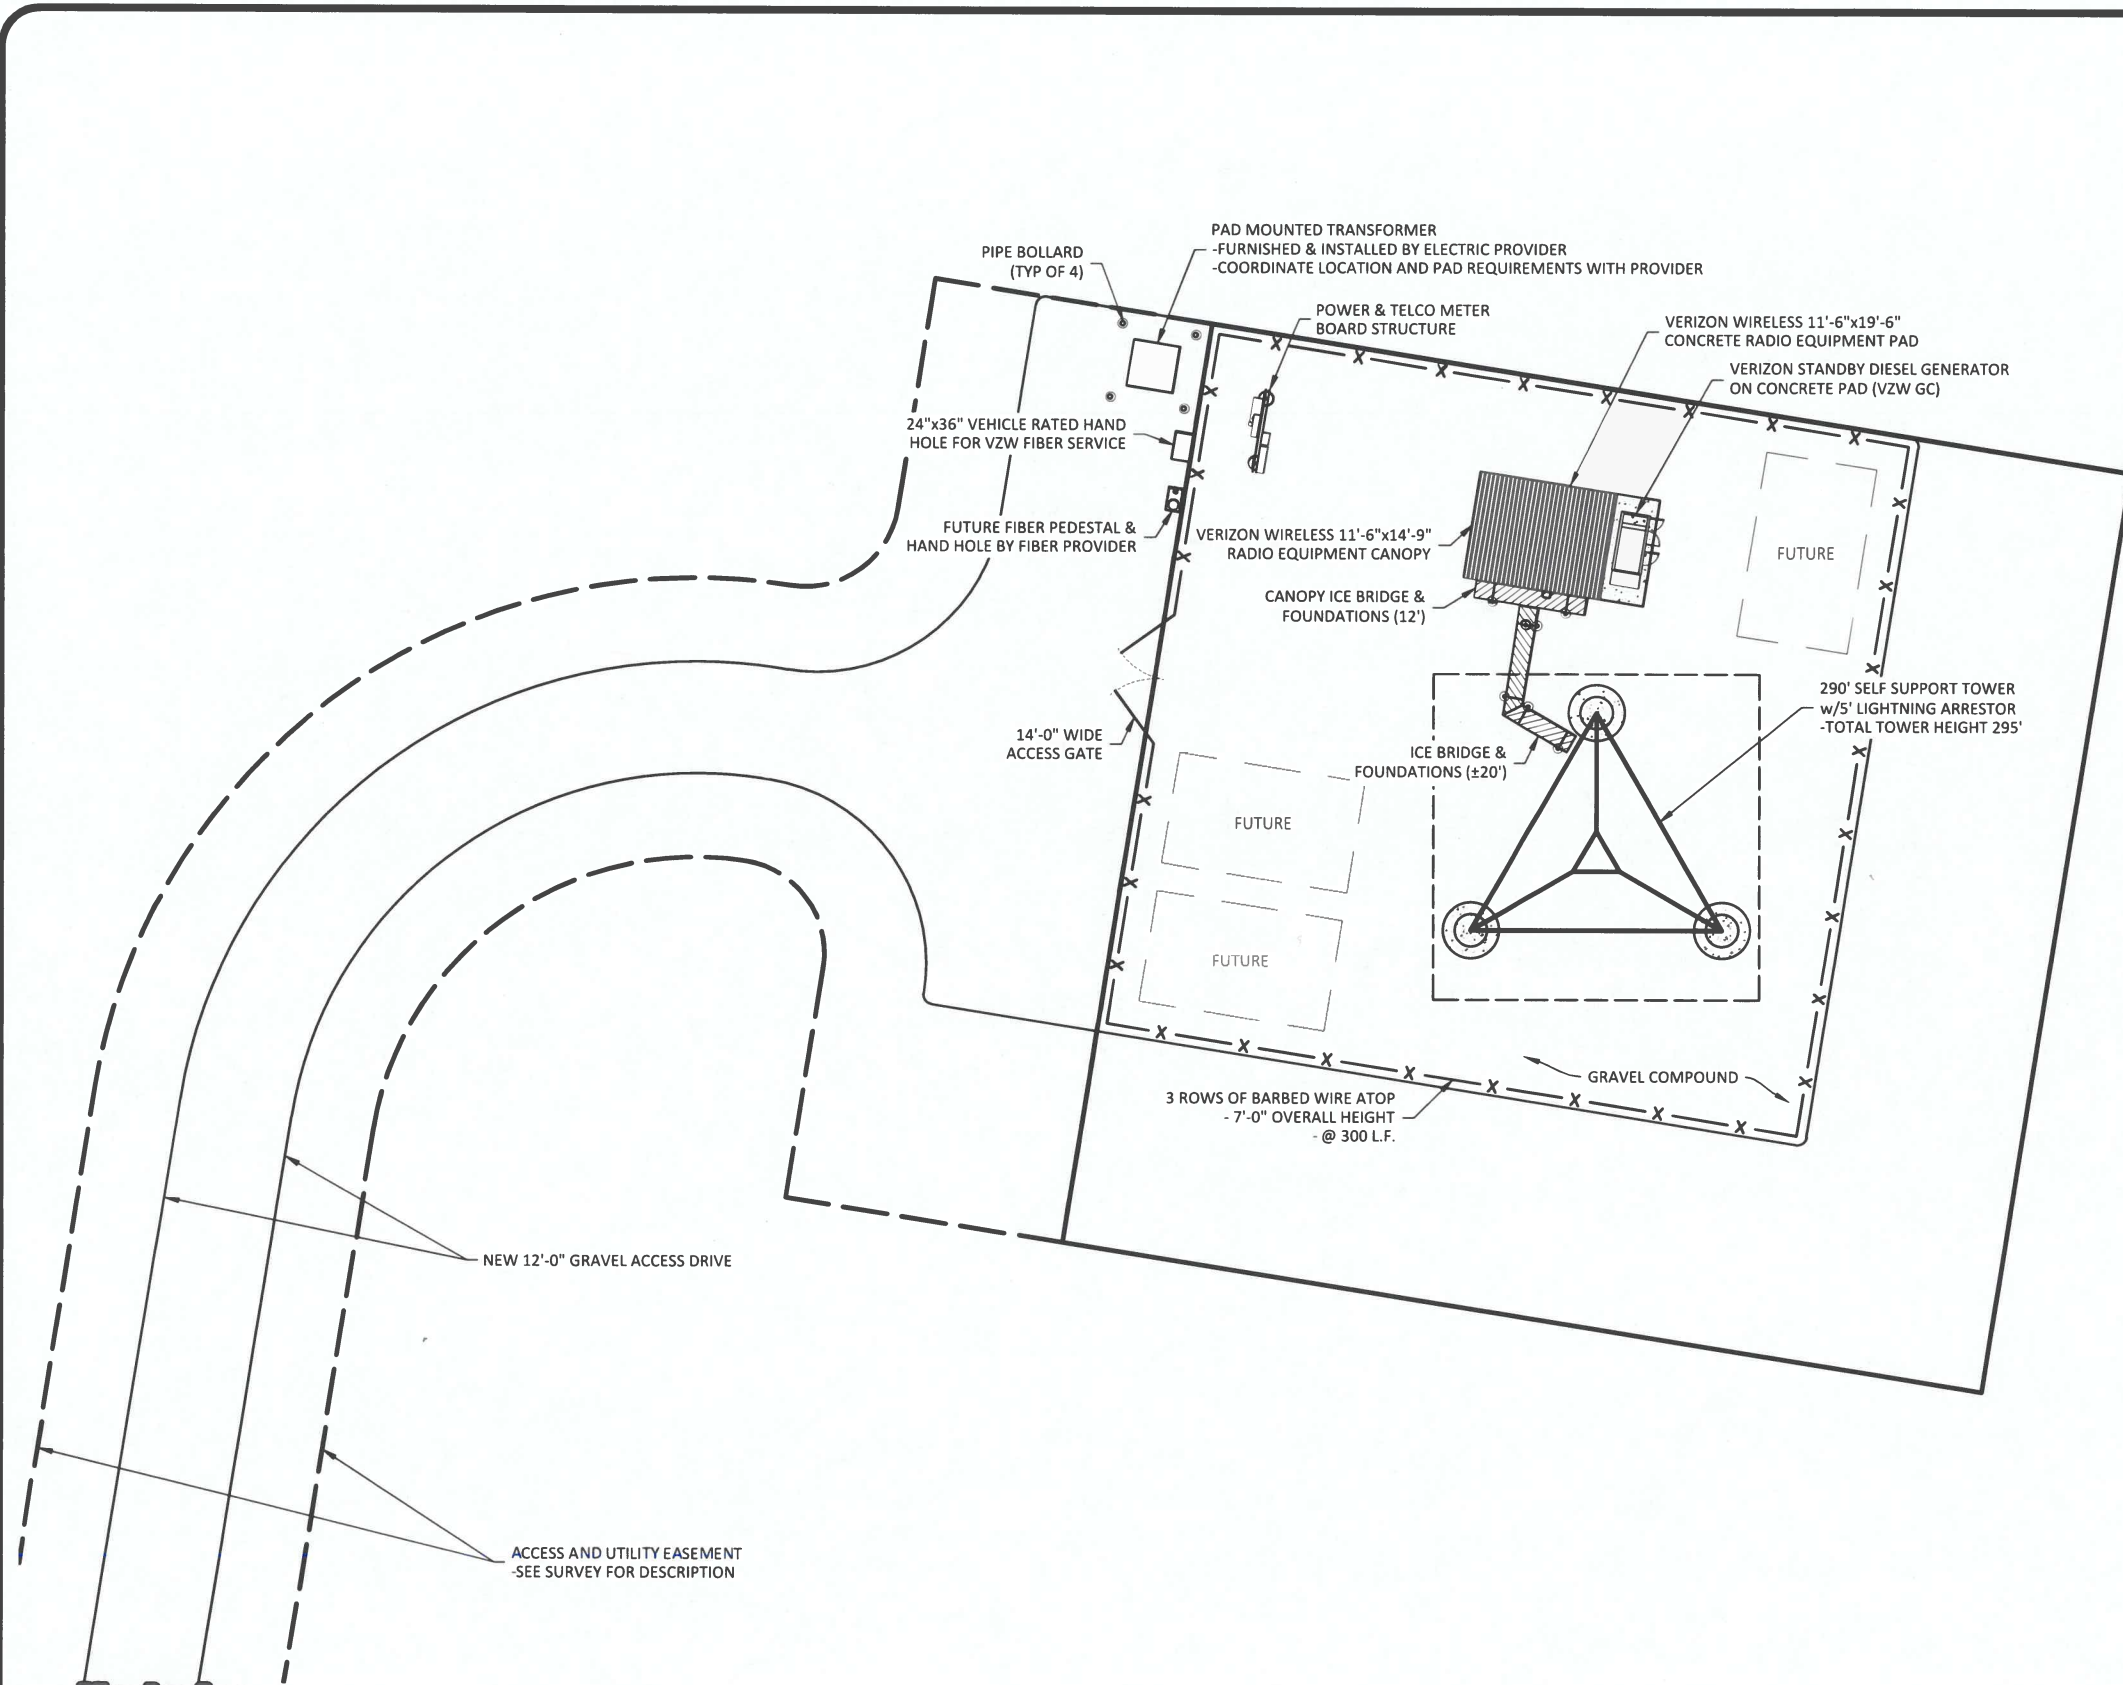 PAD MOUNTED TRANSFORMER
-FURNISHED & INSTALLED BY ELECTRIC PROVIDER
-COORDINATE LOCATION AND PAD REQUIREMENTS WITH PROVIDER
PIPE BOLLARD
(TYP OF 4)
POWER & TELCO METER
BOARD STRUCTURE
VERIZON WIRELESS 11'-6"x19'-6"
CONCRETE RADIO EQUIPMENT PAD
VERIZON STANDBY DIESEL GENERATOR
ON CONCRETE PAD (VZW GC)
24"x36" VEHICLE RATED HAND
HOLE FOR VZW FIBER SERVICE
FUTURE FIBER PEDESTAL &
HAND HOLE BY FIBER PROVIDER
VERIZON WIRELESS 11'-6"x14'-9"
RADIO EQUIPMENT CANOPY
FUTURE
CANOPY ICE BRIDGE &
FOUNDATIONS (12')
290' SELF SUPPORT TOWER
w/5' LIGHTNING ARRESTOR
-TOTAL TOWER HEIGHT 295'
14'-0" WIDE
ACCESS GATE
ICE BRIDGE &
FOUNDATIONS (±20')
FUTURE
FUTURE
GRAVEL COMPOUND
3 ROWS OF BARBED WIRE ATOP
- 7'-0" OVERALL HEIGHT
- @ 300 L.F.
NEW 12'-0" GRAVEL ACCESS DRIVE
ACCESS AND UTILITY EASEMENT
-SEE SURVEY FOR DESCRIPTION